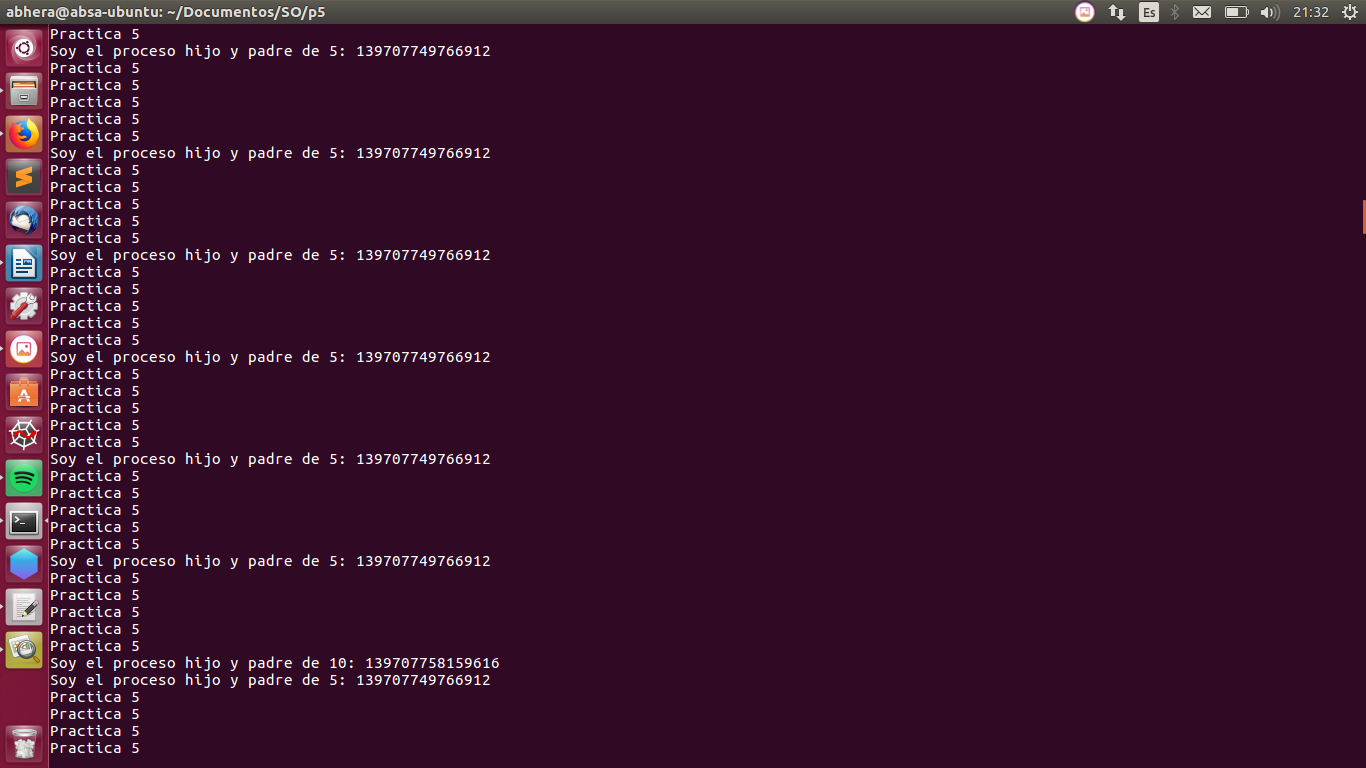 abhera@absa-ubuntu: ~/Documentos/SO/p5
Es
21:32
Practica 5
Soy el proceso hijo y padre de 5: 139707749766912
Practica 5
Practica 5
Practica 5
Practica 5
Practica 5
Soy el proceso hijo y padre de 5: 139707749766912
Practica 5
Practica 5
Practica 5
Practica 5
Practica 5
Soy el proceso hijo y padre de 5: 139707749766912
Practica 5
Practica 5
Practica 5
Practica 5
Practica 5
Soy el proceso hijo y padre de 5: 139707749766912
Practica 5
Practica 5
Practica 5
Practica 5
Practica 5
Soy el proceso hijo y padre de 5: 139707749766912
Practica 5
Practica 5
Practica 5
Practica 5
Practica 5
Soy el proceso hijo y padre de 5: 139707749766912
Practica 5
Practica 5
Practica 5
Practica 5
Practica 5
Soy el proceso hijo y padre de 10: 139707758159616
Soy el proceso hijo y padre de 5: 139707749766912
Practica 5
Practica 5
Practica 5
Practica 5